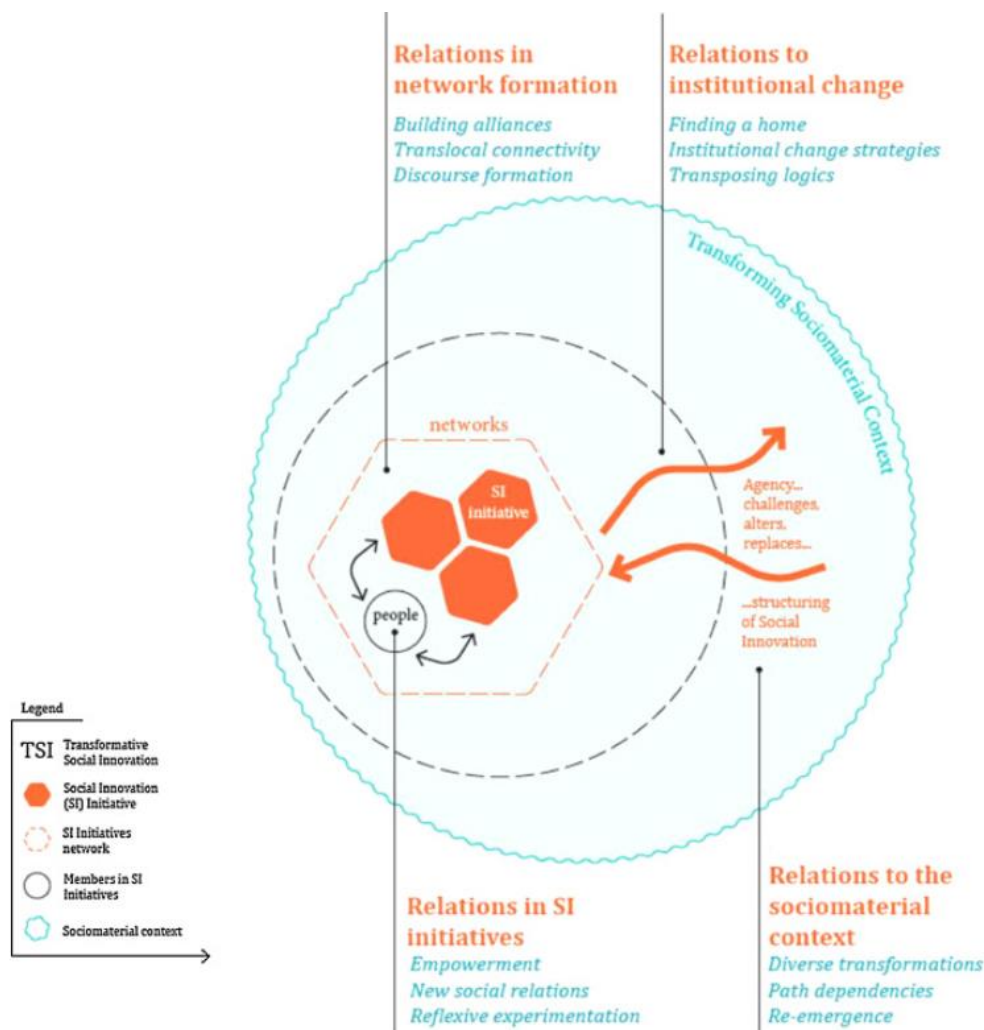 Relations in
network formation
Building alliances
Translocal connectivity
Discourse formation
Relations to
institutional change
Finding a home
Institutional change strategies
Transposing logics
Transforming Sociomaterial Context
networks
SI
initiative
people
Agency...
challenges,
alters,
replaces...
...structuring
of Social
Innovation
Legend
TSI
Transformative
Social Innovation
Social Innovation
(SI) Initiative
SI Initiatives
network
Members in SI
Initiatives
Sociomaterial context
Relations in SI
initiatives
Empowerment
New social relations
Reflexive experimentation
Relations to the
sociomaterial
context
Diverse transformations
Path dependencies
Re-emergence